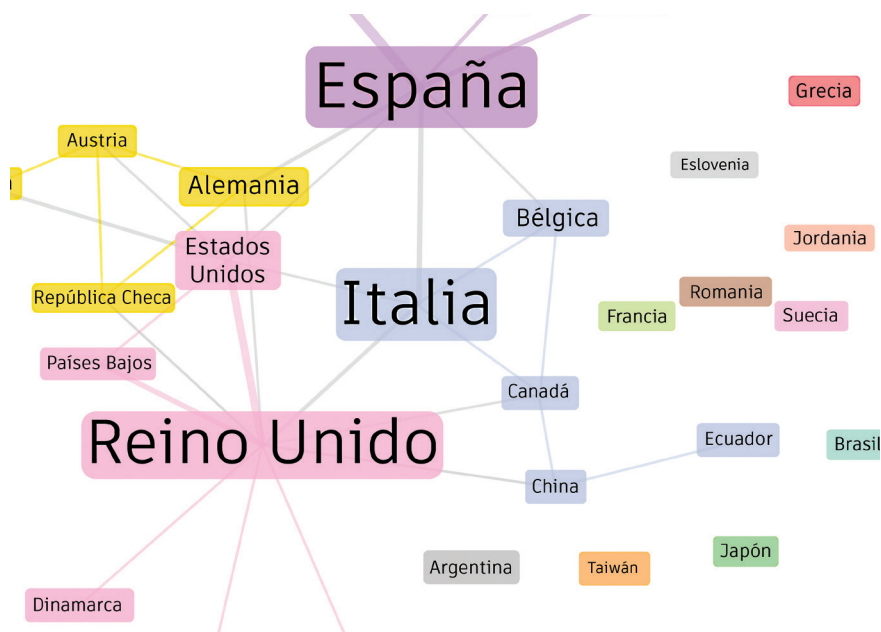 España
Grecia
Austria
Eslovenia
Alemania
Bélgica
Jordania
Estados
Unidos
República Checa
Italia
Romania
Francia
Suecia
Países Bajos
Canadá
Reino Unido
Ecuador
Brasil
China
Japón
Argentina
Taiwán
Dinamarca